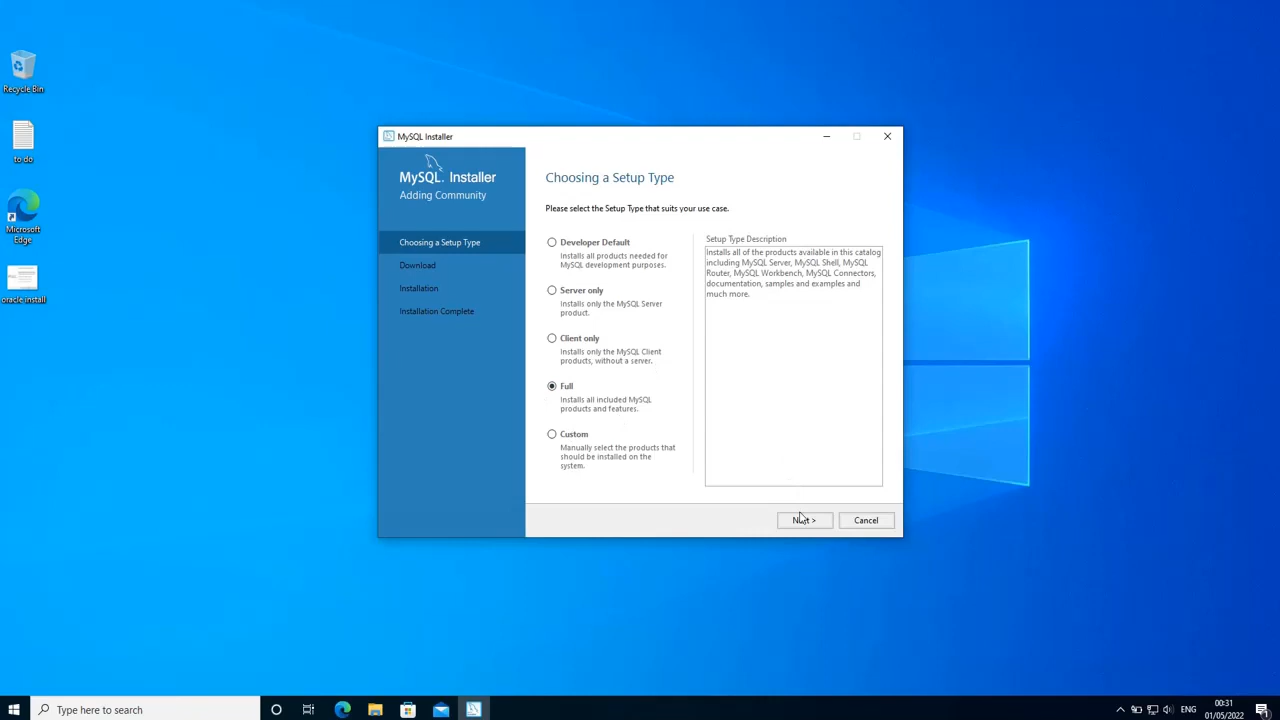 Recycle Bin
to do
Microsoft
Edge
oracle install
MySQL Installer
MySQL. Installer
Adding Community
Choosing a Setup Type
Download
Installation
Installation Complete
Choosing a Setup Type
Please select the Setup Type that suits your use case.
Developer Default
Installs all products needed for
MySQL development purposes.
Server only
Installs only the MySQL Server
product.
Client only
Installs only the MySQL Client
products, without a server.
Full
Installs all included MySQL
products and features.
Custom
Manually select the products that
should be installed on the
system.
Setup Type Description
Installs all of the products available in this catalog
including MySQL Server, MySQL Shell, MySQL
Router, MySQL Workbench, MySQL Connectors,
documentation, samples and examples and
much more.
Next >
Cancel
Type here to search
ENG
00:31
01/05/2022
1